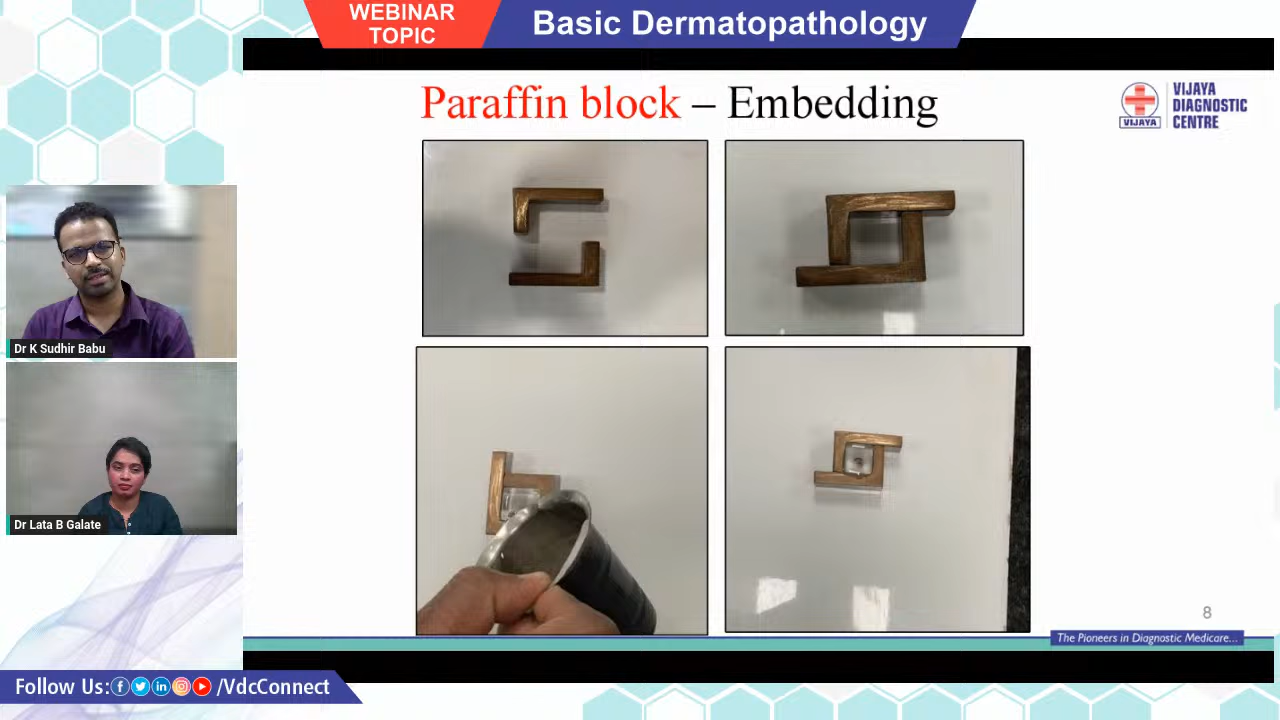 WEBINAR
TOPIC
Basic Dermatopathology
Paraffin block – Embedding
VIJAYA
VIJAYA
DIAGNOSTIC
CENTRE
Dr K Sudhir Babu
Dr Lata B Galate
8
The Pioneers in Diagnostic Medicare...
Follow Us: /VdcConnect